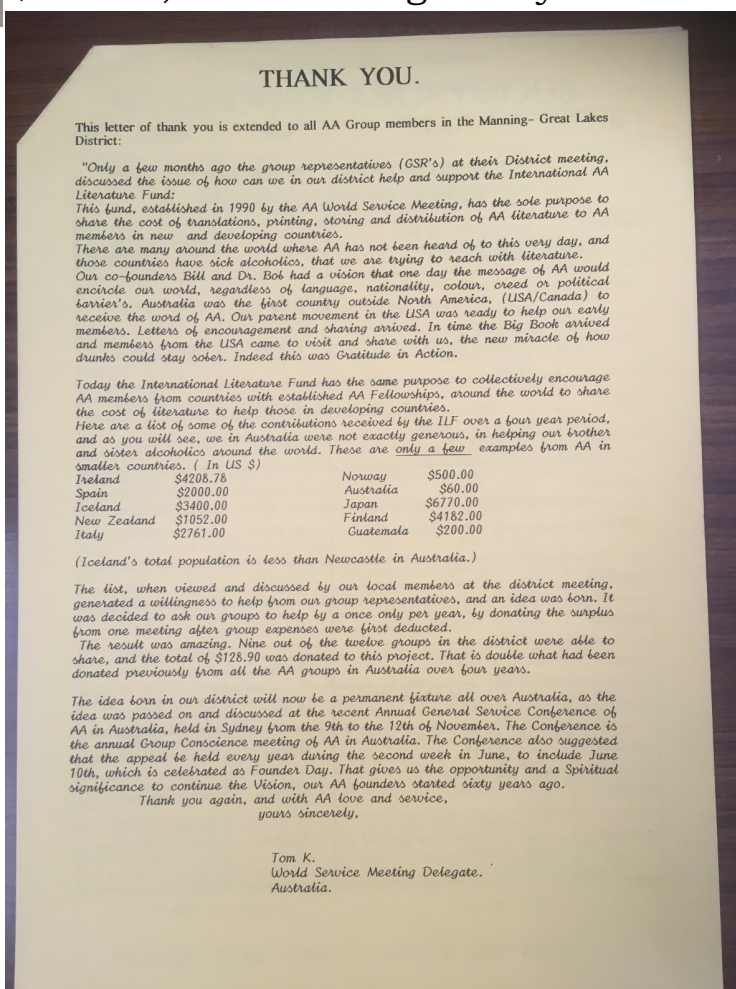 THANK YOU.
This letter of thank you is extended to all AA Group members in the Manning- Great Lakes
District:
"Only a few months ago the group representatives (GSR's) at their District meeting,
discussed the issue of how can we in our district help and support the International AA
Literature Fund:
This fund, established in 1990 by the AA World Service Meeting, has the sole purpose to
share the cost of translations, printing, storing and distribution of AA literature to AA
members in new and developing countries.
There are many around the world where AA has not been heard of to this very day, and
those countries have sick alcoholics, that we are trying to reach with literature.
Our co-founders Bill and Dr. Bob had a vision that one day the message of AA would
encircle our world, regardless of language, nationality, colour, creed or political
barrier's. Australia was the first country outside North America, (USA/Canada) to
receive the word of AA. Our parent movement in the USA was ready to help our early
members. Letters of encouragement and sharing arrived. In time the Big Book arrived
and members from the USA came to visit and share with us, the new miracle of how
drunks could stay sober. Indeed this was Gratitude in Action.
Today the International Literature Fund has the same purpose to collectively encourage
AA members from countries with established AA Fellowships, around the world to share
the cost of literature to help those in developing countries.
Here are a list of some of the contributions received by the ILF over a four year period,
and as you will see, we in Australia were not exactly generous, in helping our brother
and sister alcoholics around the world. These are only a few examples from AA in
smaller countries. ( In US $)
Ireland $4208.78 Norway $500.00
Spain $2000.00 Australia $60.00
Iceland $3400.00 Japan $6770.00
New Zealand $1052.00 Finland $4182.00
Italy $2761.00 Guatemala $200.00
(Iceland's total population is less than Newcastle in Australia.)
The list, when viewed and discussed by our local members at the district meeting,
generated a willingness to help from our group representatives, and an idea was born. It
was decided to ask our groups to help by a once only per year, by donating the surplus
from one meeting after group expenses were first deducted.
The result was amazing. Nine out of the twelve groups in the district were able to
share, and the total of $128.90 was donated to this project. That is double what had been
donated previously from all the AA groups in Australia over four years.
The idea born in our district will now be a permanent fixture all over Australia, as the
idea was passed on and discussed at the recent Annual General Service Conference of
AA in Australia, held in Sydney from the 9th to the 12th of November. The Conference is
the annual Group Conscience meeting of AA in Australia. The Conference also suggested
that the appeal be held every year during the second week in June, to include June
10th, which is celebrated as Founder Day. That gives us the opportunity and a Spiritual
significance to continue the Vision, our AA founders started sixty years ago.
Thank you again, and with AA love and service,
yours sincerely,
Tom K.
World Service Meeting Delegate.
Australia.